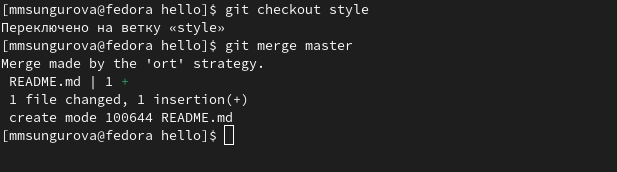 [mmsungurova@fedora hello]$ git checkout style
Переключено на ветку «style»
[mmsungurova@fedora hello]$ git merge master
Merge made by the 'ort' strategy.
 README.md | 1 +
 1 file changed, 1 insertion(+)
 create mode 100644 README.md
[mmsungurova@fedora hello]$